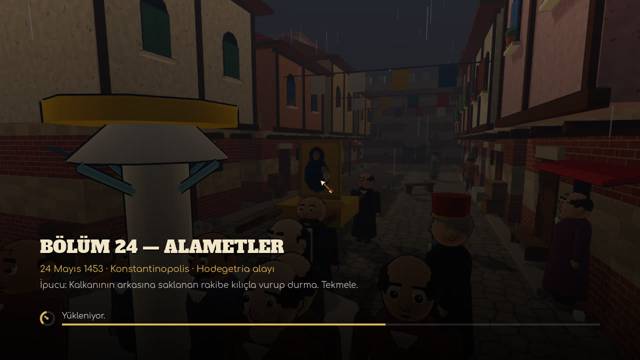 BÖLÜM 24 — ALAMETLER
24 Mayıs 1453 · Konstantinopolis · Hodegetria alayı
İpucu: Kalkanının arkasına saklanan rakibe kılıçla vurup durma. Tekmele.
Yükleniyor.